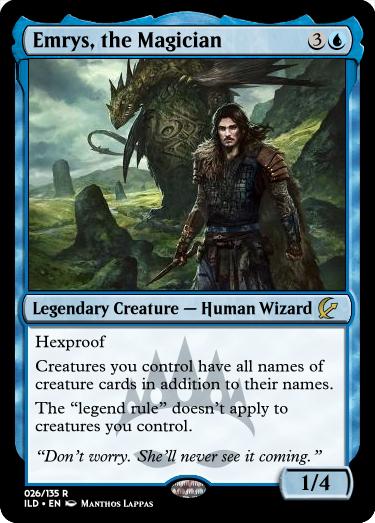 Emrys, the Magician 3
Legendary Creature — Human Wizard
Hexproof
Creatures you control have all names of
creature cards in addition to their names.
The “legend rule” doesn’t apply to
creatures you control.
“Don’t worry. She’ll never see it coming.”
1/4
026/135 R
ILD • EN Manthos Lappas